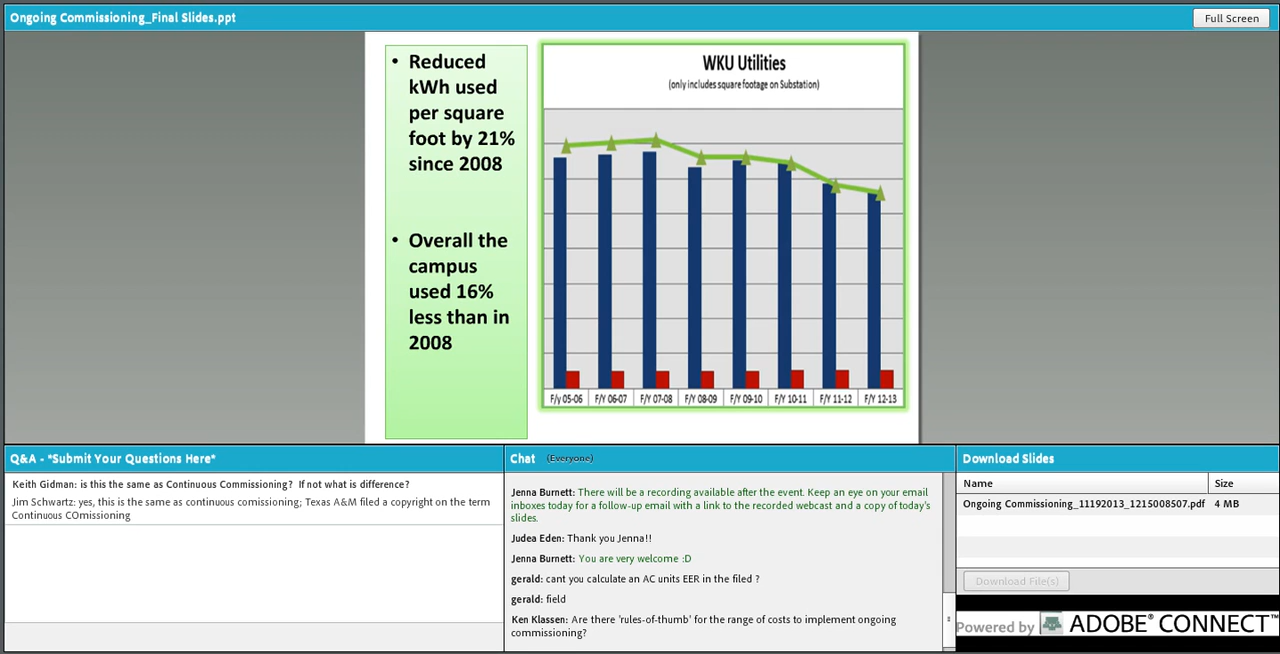 Ongoing Commissioning_Final Slides.ppt
Full Screen
• Reduced
kWh used
per square
foot by 21%
since 2008
• Overall the
campus
used 16%
less than in
2008
WKU Utilities
(only includes square footage on Substation)
F/y 05-06 F/Y 06-07 F/Y 07-08 F/Y 08-09 F/Y 09-10 F/Y 10-11 F/Y 11-12 F/Y 12-13
Q&A - *Submit Your Questions Here*
Keith Gidman: is this the same as Continuous Commissioning? If not what is difference?
Jim Schwartz: yes, this is the same as continuous comissioning; Texas A&M filed a copyright on the term
Continuous COmissioning
Chat (Everyone)
Jenna Burnett: There will be a recording available after the event. Keep an eye on your email
inboxes today for a follow-up email with a link to the recorded webcast and a copy of today's
slides.
Judea Eden: Thank you Jenna!!
Jenna Burnett: You are very welcome :D
gerald: cant you calculate an AC units EER in the filed ?
gerald: field
Ken Klassen: Are there 'rules-of-thumb' for the range of costs to implement ongoing
commissioning?
Download Slides
Name Size
Ongoing Commissioning_11192013_1215008507.pdf 4 MB
Download File(s)
Powered by ADOBE® CONNECT™